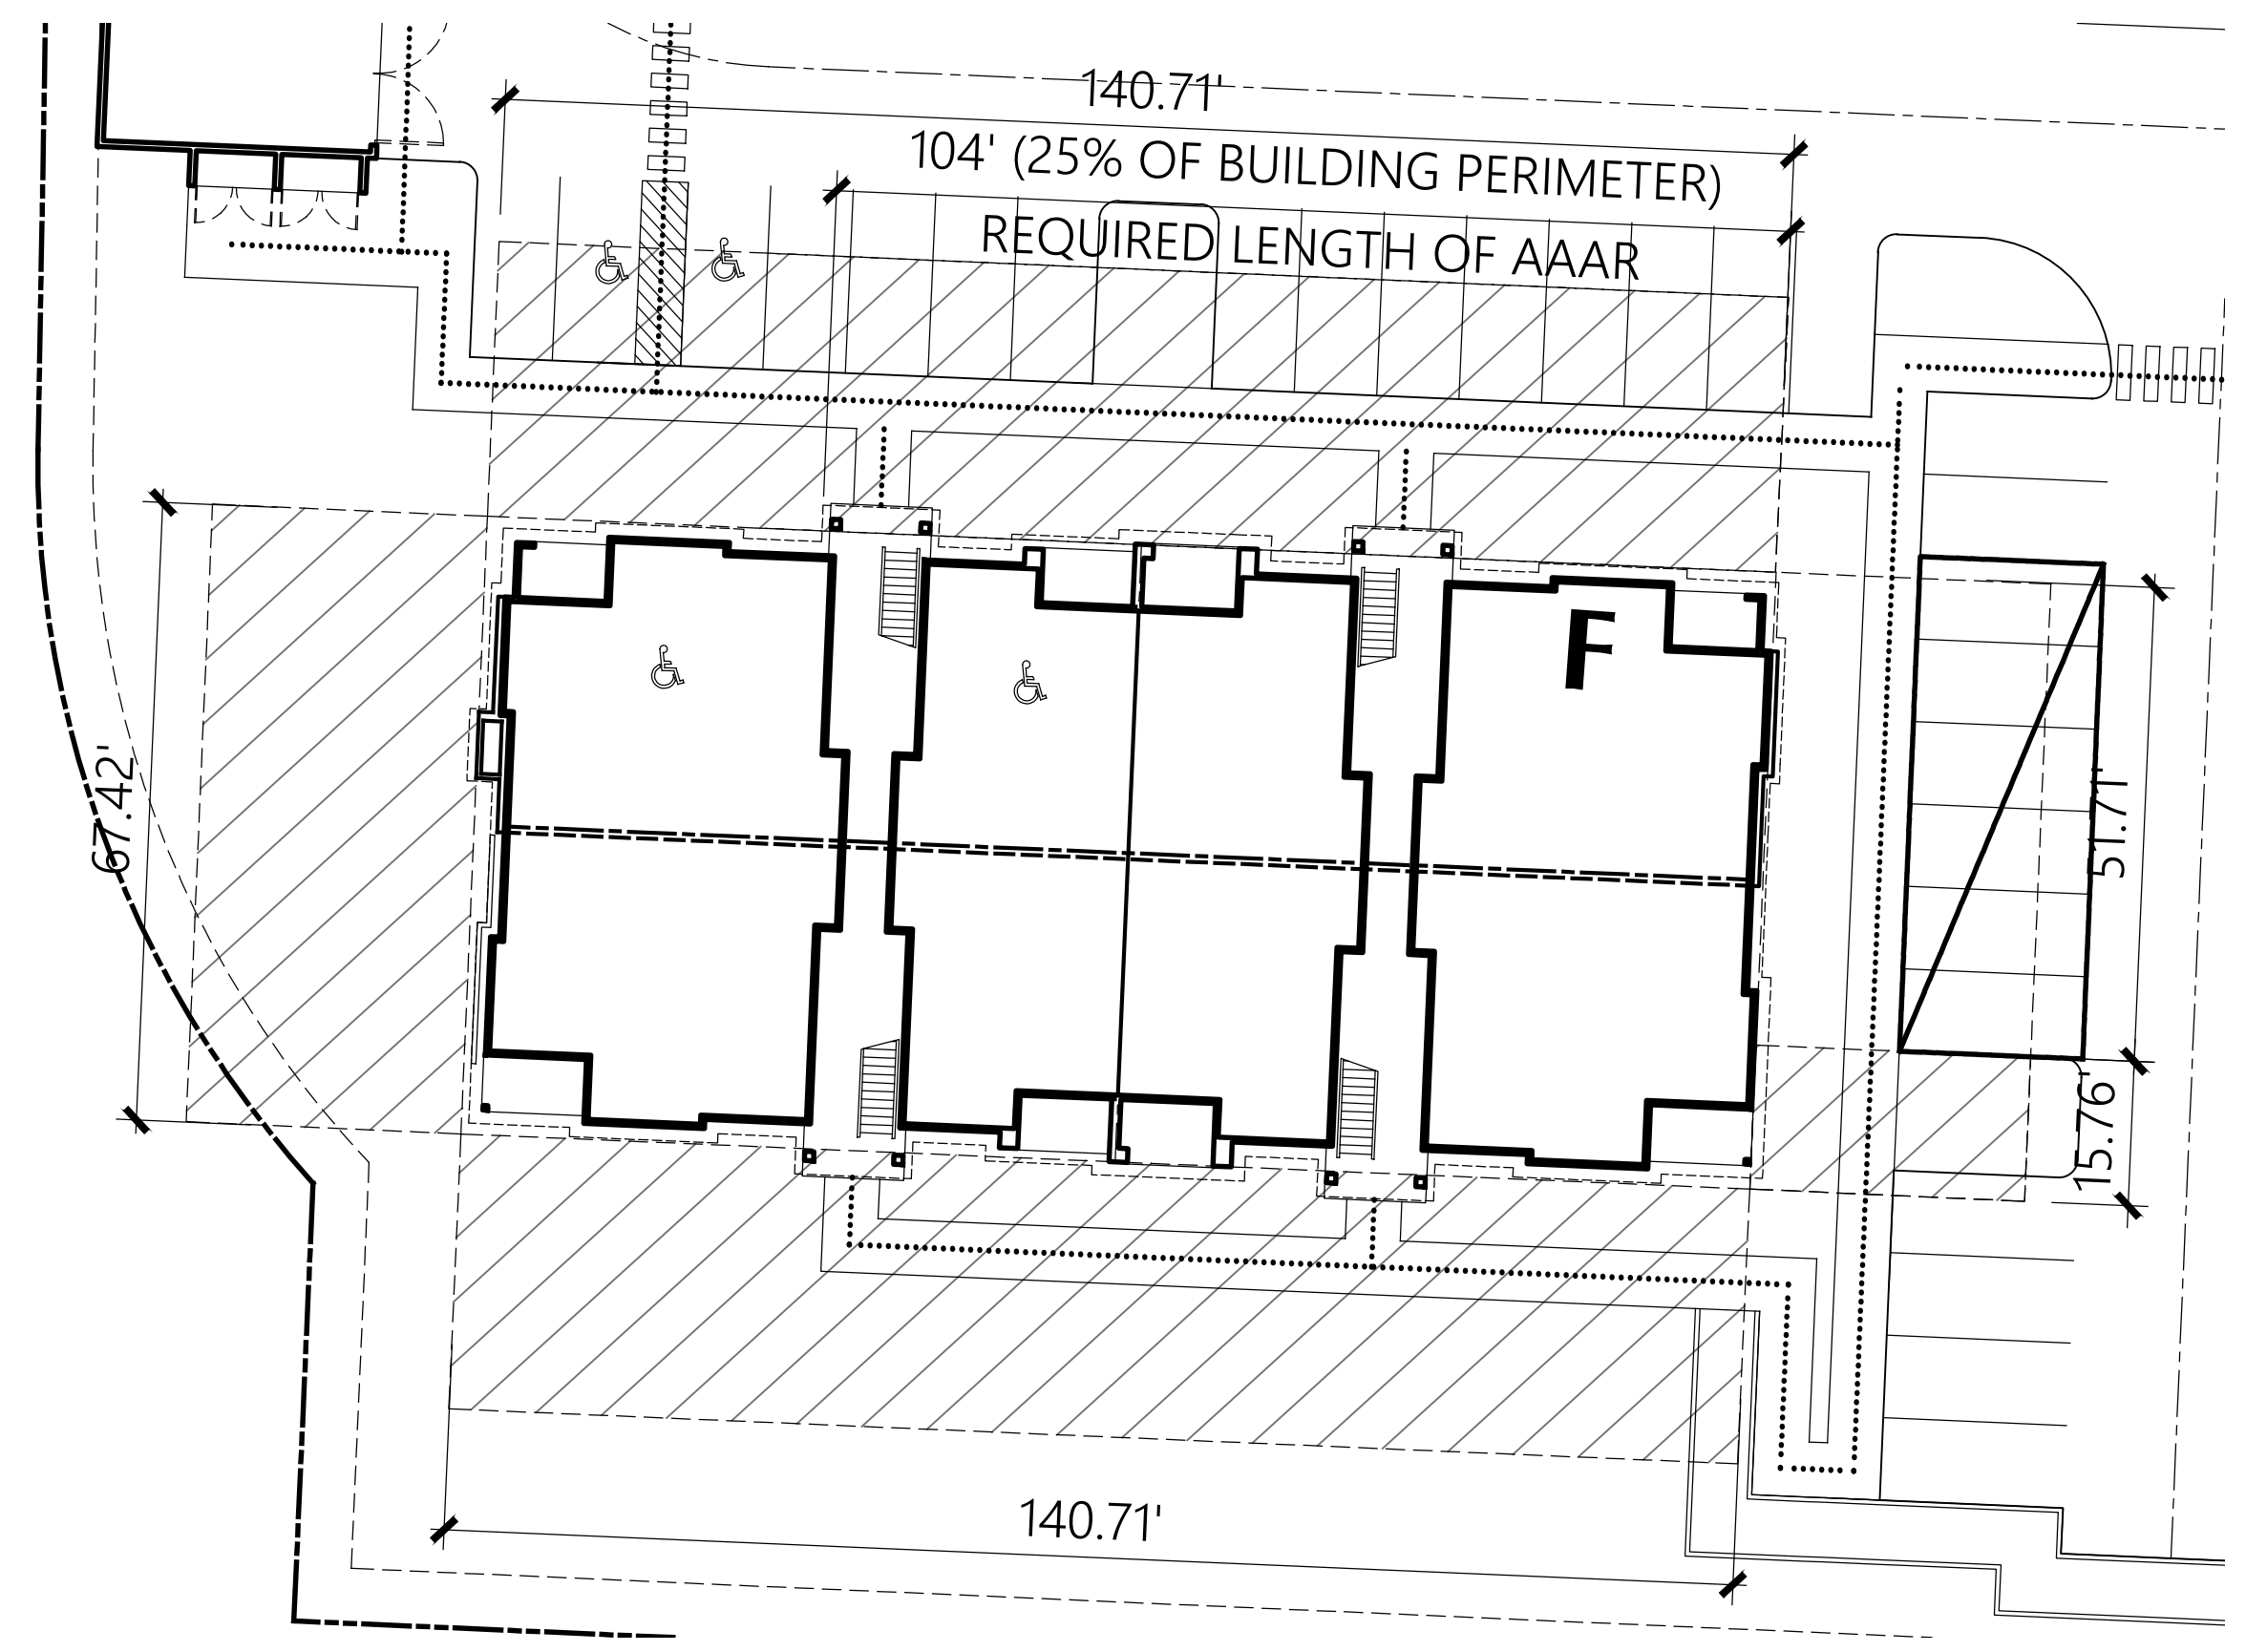 140.71'
104' (25% OF BUILDING PERIMETER)
REQUIRED LENGTH OF AAAR
F
67.42'
51.71'
15.76'
140.71'